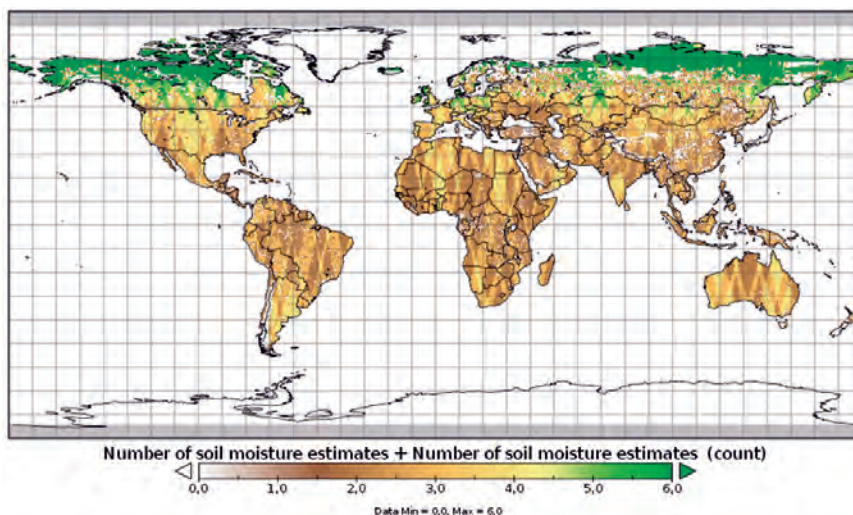 Number of soil moisture estimates + Number of soil moisture estimates (count)
0,0 1,0 2,0 3,0 4,0 5,0 6,0
Data Min = 0.0, Max = 6.0